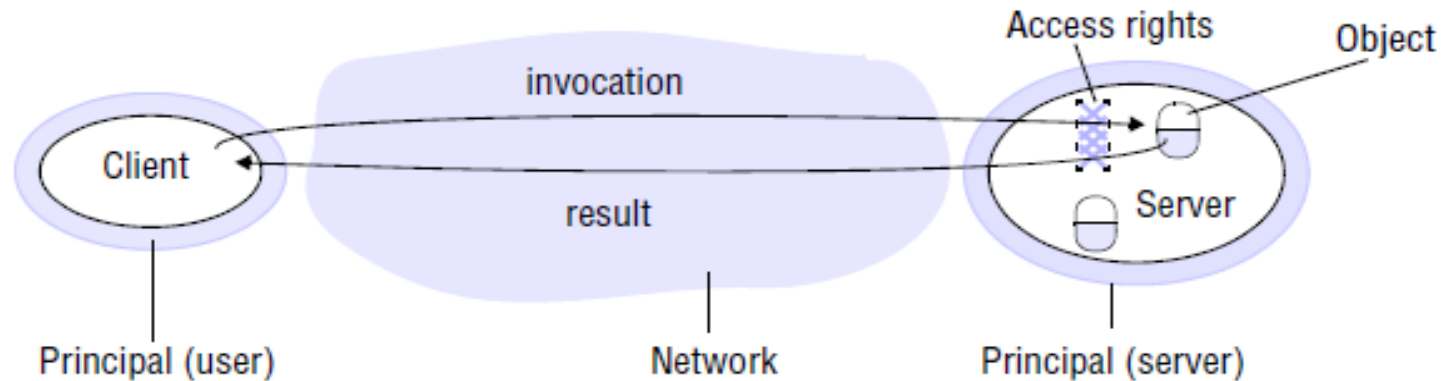 Access rights
Object
invocation
Client
Server
result
Principal (user)
Network
Principal (server)